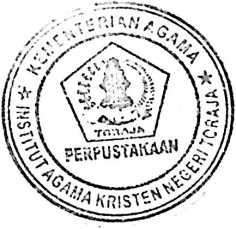 KEMENTERIAN AGAMA
TORAJA
PERPUSTAKAAN
INSTITUT AGAMA KRISTEN NEGERI TORAJA